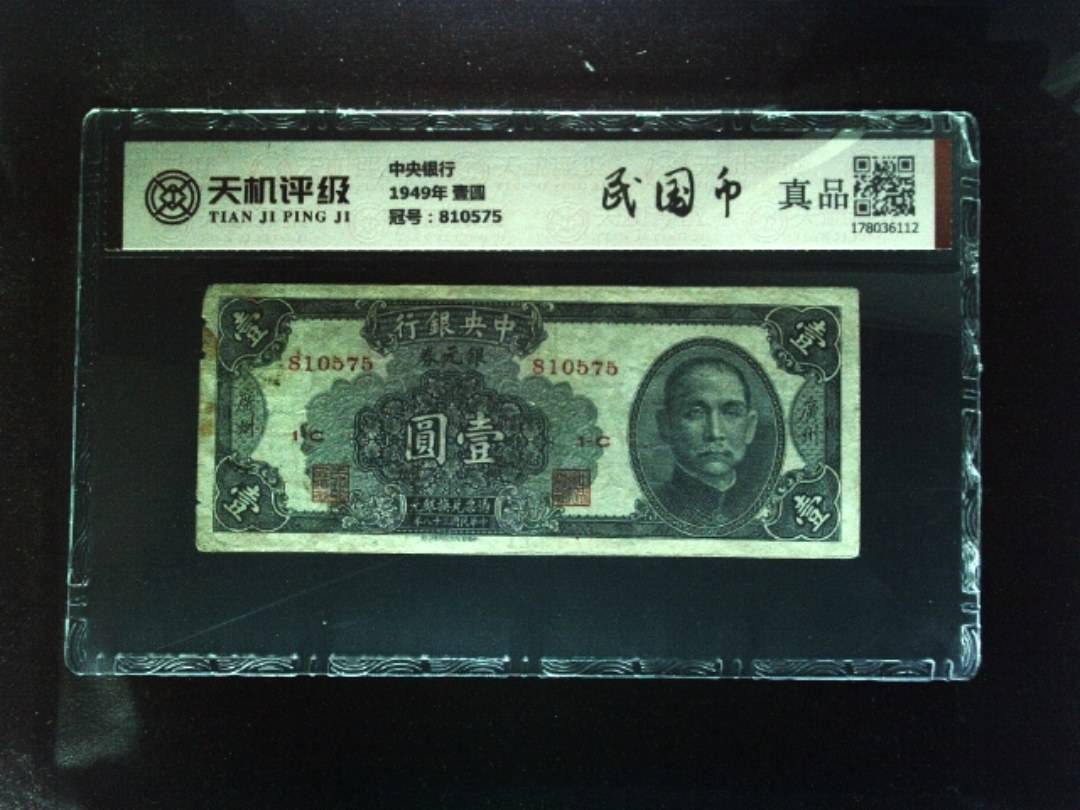 天机评级
TIAN JI PING JI
中央银行
1949年 壹圆
冠号：810575
民国币
真品
178036112
壹
行銀央中
壹
券元銀
810575
810575
廣州
廣州
1-C
1-C
圓壹
壹
壹